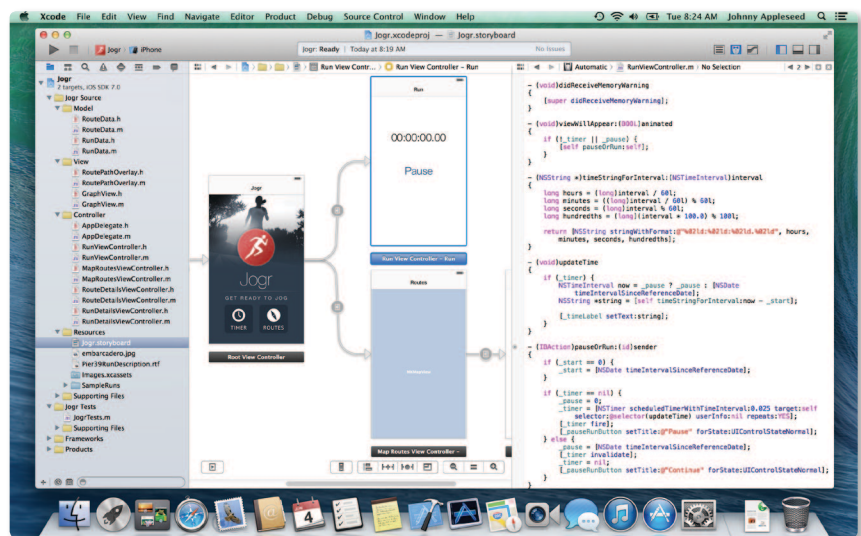 Xcode File Edit View Find Navigate Editor Product Debug Source Control Window Help Tue 8:24 AM Johnny Appleseed
Jogr.xcodeproj — Jogr.storyboard
Jogr iPhone
Jogr: Ready | Today at 8:19 AM
No Issues
Run View Contr... Run View Controller – Run
Automatic RunViewController.m No Selection
2
Jogr
2 targets, iOS SDK 7.0
Jogr Source
Model
RouteData.h
RouteData.m
RunData.h
RunData.m
View
RoutePathOverlay.h
RoutePathOverlay.m
GraphView.h
GraphView.m
Controller
AppDelegate.h
AppDelegate.m
RunViewController.h
RunViewController.m
MapRoutesViewController.h
MapRoutesViewController.m
RouteDetailsViewController.h
RouteDetailsViewController.m
RunDetailsViewController.h
RunDetailsViewController.m
Resources
Jogr.storyboard
embarcadero.jpg
Pier39RunDescription.rtf
Images.xcassets
SampleRuns
Supporting Files
Jogr Tests
JogrTests.m
Supporting Files
Frameworks
Products
Jogr
Jogr
GET READY TO JOG
TIMER
ROUTES
Root View Controller
Run
00:00:00.00
Pause
Run View Controller – Run
Routes
Map Routes View Controller –
- (void)didReceiveMemoryWarning
{
[super didReceiveMemoryWarning];
}
- (void)viewWillAppear:(BOOL)animated
{
if (!_timer || _pause) {
[self pauseOrRun:self];
}
}
- (NSString *)timeStringForInterval:(NSTimeInterval)interval
{
long hours = (long)interval / 60l;
long minutes = ((long)interval / 60l) % 60l;
long seconds = (long)interval % 60l;
long hundredths = (long)(interval * 100.0) % 100l;
return [NSString stringWithFormat:@"%02ld:%02ld:%02ld.%02ld", hours,
minutes, seconds, hundredths];
}
- (void)updateTime
{
if (_timer) {
NSTimeInterval now = _pause ? _pause : [NSDate
timeIntervalSinceReferenceDate];
NSString *string = [self timeStringForInterval:now - _start];
[_timeLabel setText:string];
}
}
- (IBAction)pauseOrRun:(id)sender
{
if (_start == 0) {
_start = [NSDate timeIntervalSinceReferenceDate];
}
if (_timer == nil) {
_pause = 0;
_timer = [NSTimer scheduledTimerWithTimeInterval:0.025 target:self
selector:@selector(updateTime) userInfo:nil repeats:YES];
[_timer fire];
[_pauseRunButton setTitle:@"Pause" forState:UIControlStateNormal];
} else {
_pause = [NSDate timeIntervalSinceReferenceDate];
[_timer invalidate];
_timer = nil;
[_pauseRunButton setTitle:@"Continue" forState:UIControlStateNormal];
}
}
4